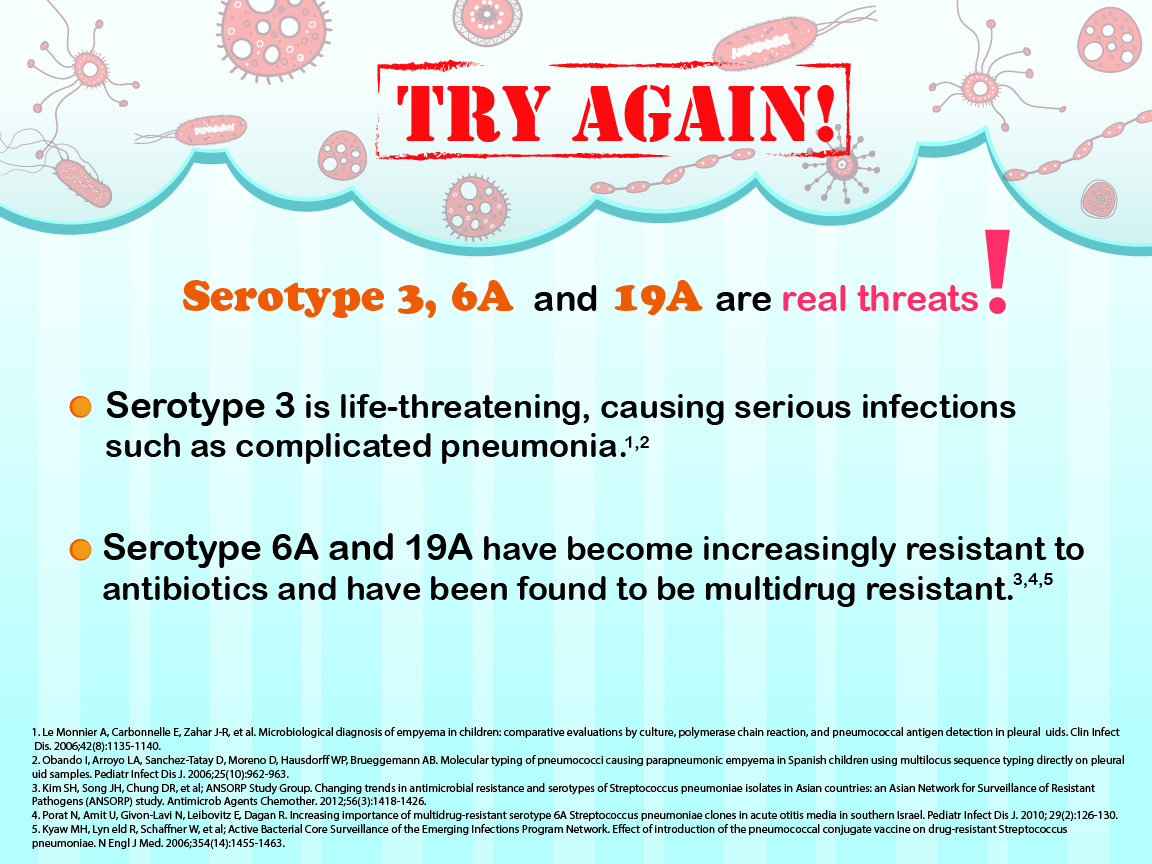 TRY AGAIN!
Serotype 3, 6A and 19A are real threats!
Serotype 3 is life-threatening, causing serious infections
such as complicated pneumonia.1,2
Serotype 6A and 19A have become increasingly resistant to
antibiotics and have been found to be multidrug resistant.3,4,5
1. Le Monnier A, Carbonnelle E, Zahar J-R, et al. Microbiological diagnosis of empyema in children: comparative evaluations by culture, polymerase chain reaction, and pneumococcal antigen detection in pleural uids. Clin Infect
Dis. 2006;42(8):1135-1140.
2. Obando I, Arroyo LA, Sanchez-Tatay D, Moreno D, Hausdorff WP, Brueggemann AB. Molecular typing of pneumococci causing parapneumonic empyema in Spanish children using multilocus sequence typing directly on pleural
uid samples. Pediatr Infect Dis J. 2006;25(10):962-963.
3. Kim SH, Song JH, Chung DR, et al; ANSORP Study Group. Changing trends in antimicrobial resistance and serotypes of Streptococcus pneumoniae isolates in Asian countries: an Asian Network for Surveillance of Resistant
Pathogens (ANSORP) study. Antimicrob Agents Chemother. 2012;56(3):1418-1426.
4. Porat N, Amit U, Givon-Lavi N, Leibovitz E, Dagan R. Increasing importance of multidrug-resistant serotype 6A Streptococcus pneumoniae clones in acute otitis media in southern Israel. Pediatr Infect Dis J. 2010; 29(2):126-130.
5. Kyaw MH, Lyn eld R, Schaffner W, et al; Active Bacterial Core Surveillance of the Emerging Infections Program Network. Effect of introduction of the pneumococcal conjugate vaccine on drug-resistant Streptococcus
pneumoniae. N Engl J Med. 2006;354(14):1455-1463.